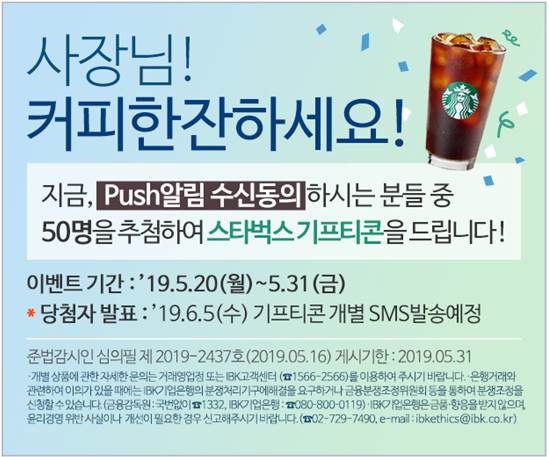 사장님!
커피한잔하세요!
지금, Push알림 수신동의 하시는 분들 중
50명을 추첨하여 스타벅스 기프티콘을 드립니다!
이벤트 기간 : ’19.5.20(월)~5.31(금)
* 당첨자 발표 : ’19.6.5(수) 기프티콘 개별 SMS발송예정
준법감시인 심의필 제 2019-2437호(2019.05.16) 게시기한 : 2019.05.31
·개별 상품에 관한 자세한 문의는 거래영업점 또는 IBK고객센터 (☎1566-2566)를 이용하여 주시기 바랍니다. ·은행거래와
관련하여 이의가 있을 때에는 IBK기업은행의 분쟁처리기구에 해결을 요구하거나 금융분쟁조정위원회 등을 통하여 분쟁조정을
신청할 수 있습니다. (금융감독원 : 국번없이 ☎1332, IBK기업은행 : ☎080-800-0119) ·IBK기업은행은 금품·향응을 받지 않으며,
윤리경영 위반 사실이나 개선이 필요한 경우 신고해주시기 바랍니다. (☎02-729-7490, e-mail : ibkethics@ibk.co.kr)